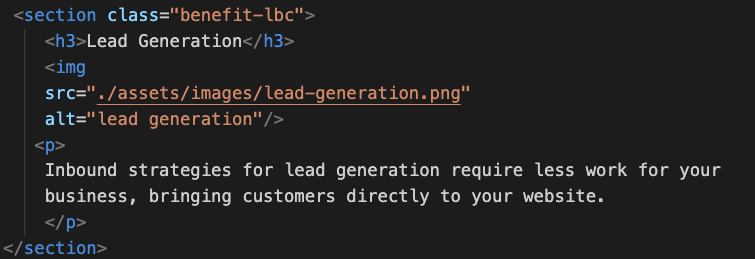 <section class="benefit-lbc">
<h3>Lead Generation</h3>
<img
src="./assets/images/lead-generation.png"
alt="lead generation"/>
<p>
Inbound strategies for lead generation require less work for your
business, bringing customers directly to your website.
</p>
</section>